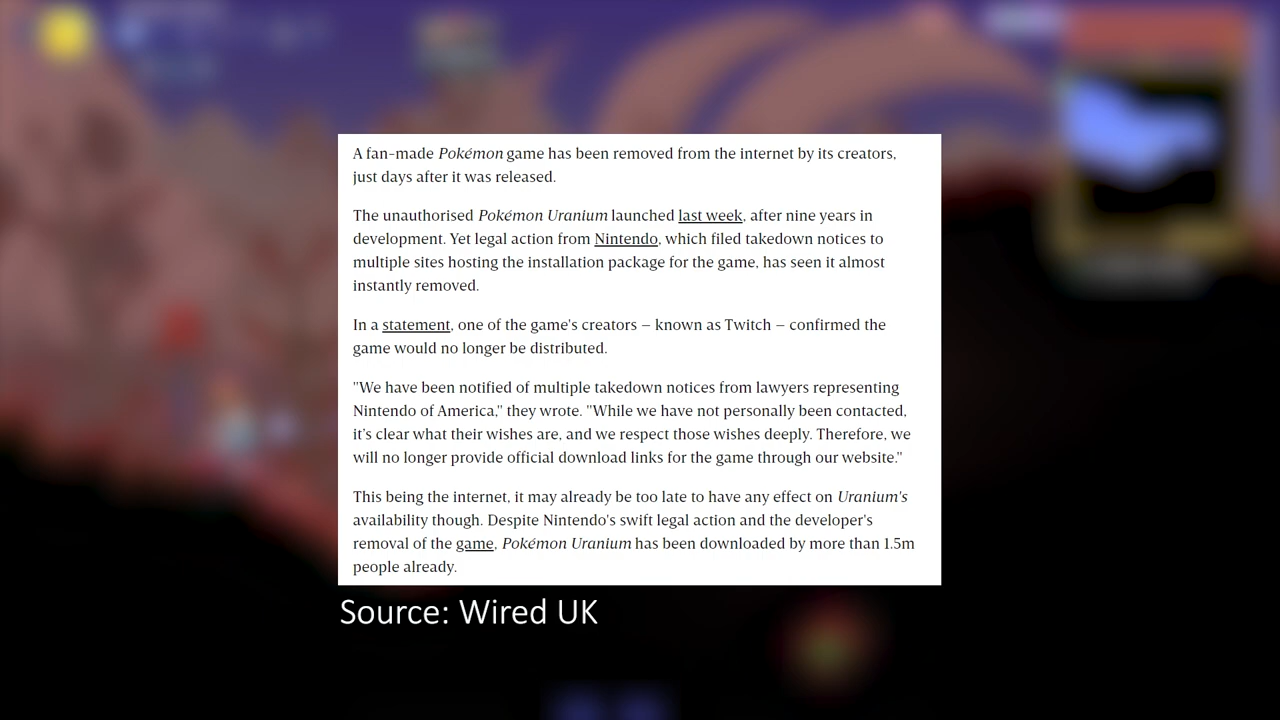 A fan-made Pokémon game has been removed from the internet by its creators,
just days after it was released.
The unauthorised Pokémon Uranium launched last week, after nine years in
development. Yet legal action from Nintendo, which filed takedown notices to
multiple sites hosting the installation package for the game, has seen it almost
instantly removed.
In a statement, one of the game's creators – known as Twitch – confirmed the
game would no longer be distributed.
"We have been notified of multiple takedown notices from lawyers representing
Nintendo of America," they wrote. "While we have not personally been contacted,
it's clear what their wishes are, and we respect those wishes deeply. Therefore, we
will no longer provide official download links for the game through our website."
This being the internet, it may already be too late to have any effect on Uranium's
availability though. Despite Nintendo's swift legal action and the developer's
removal of the game, Pokémon Uranium has been downloaded by more than 1.5m
people already.
Source: Wired UK